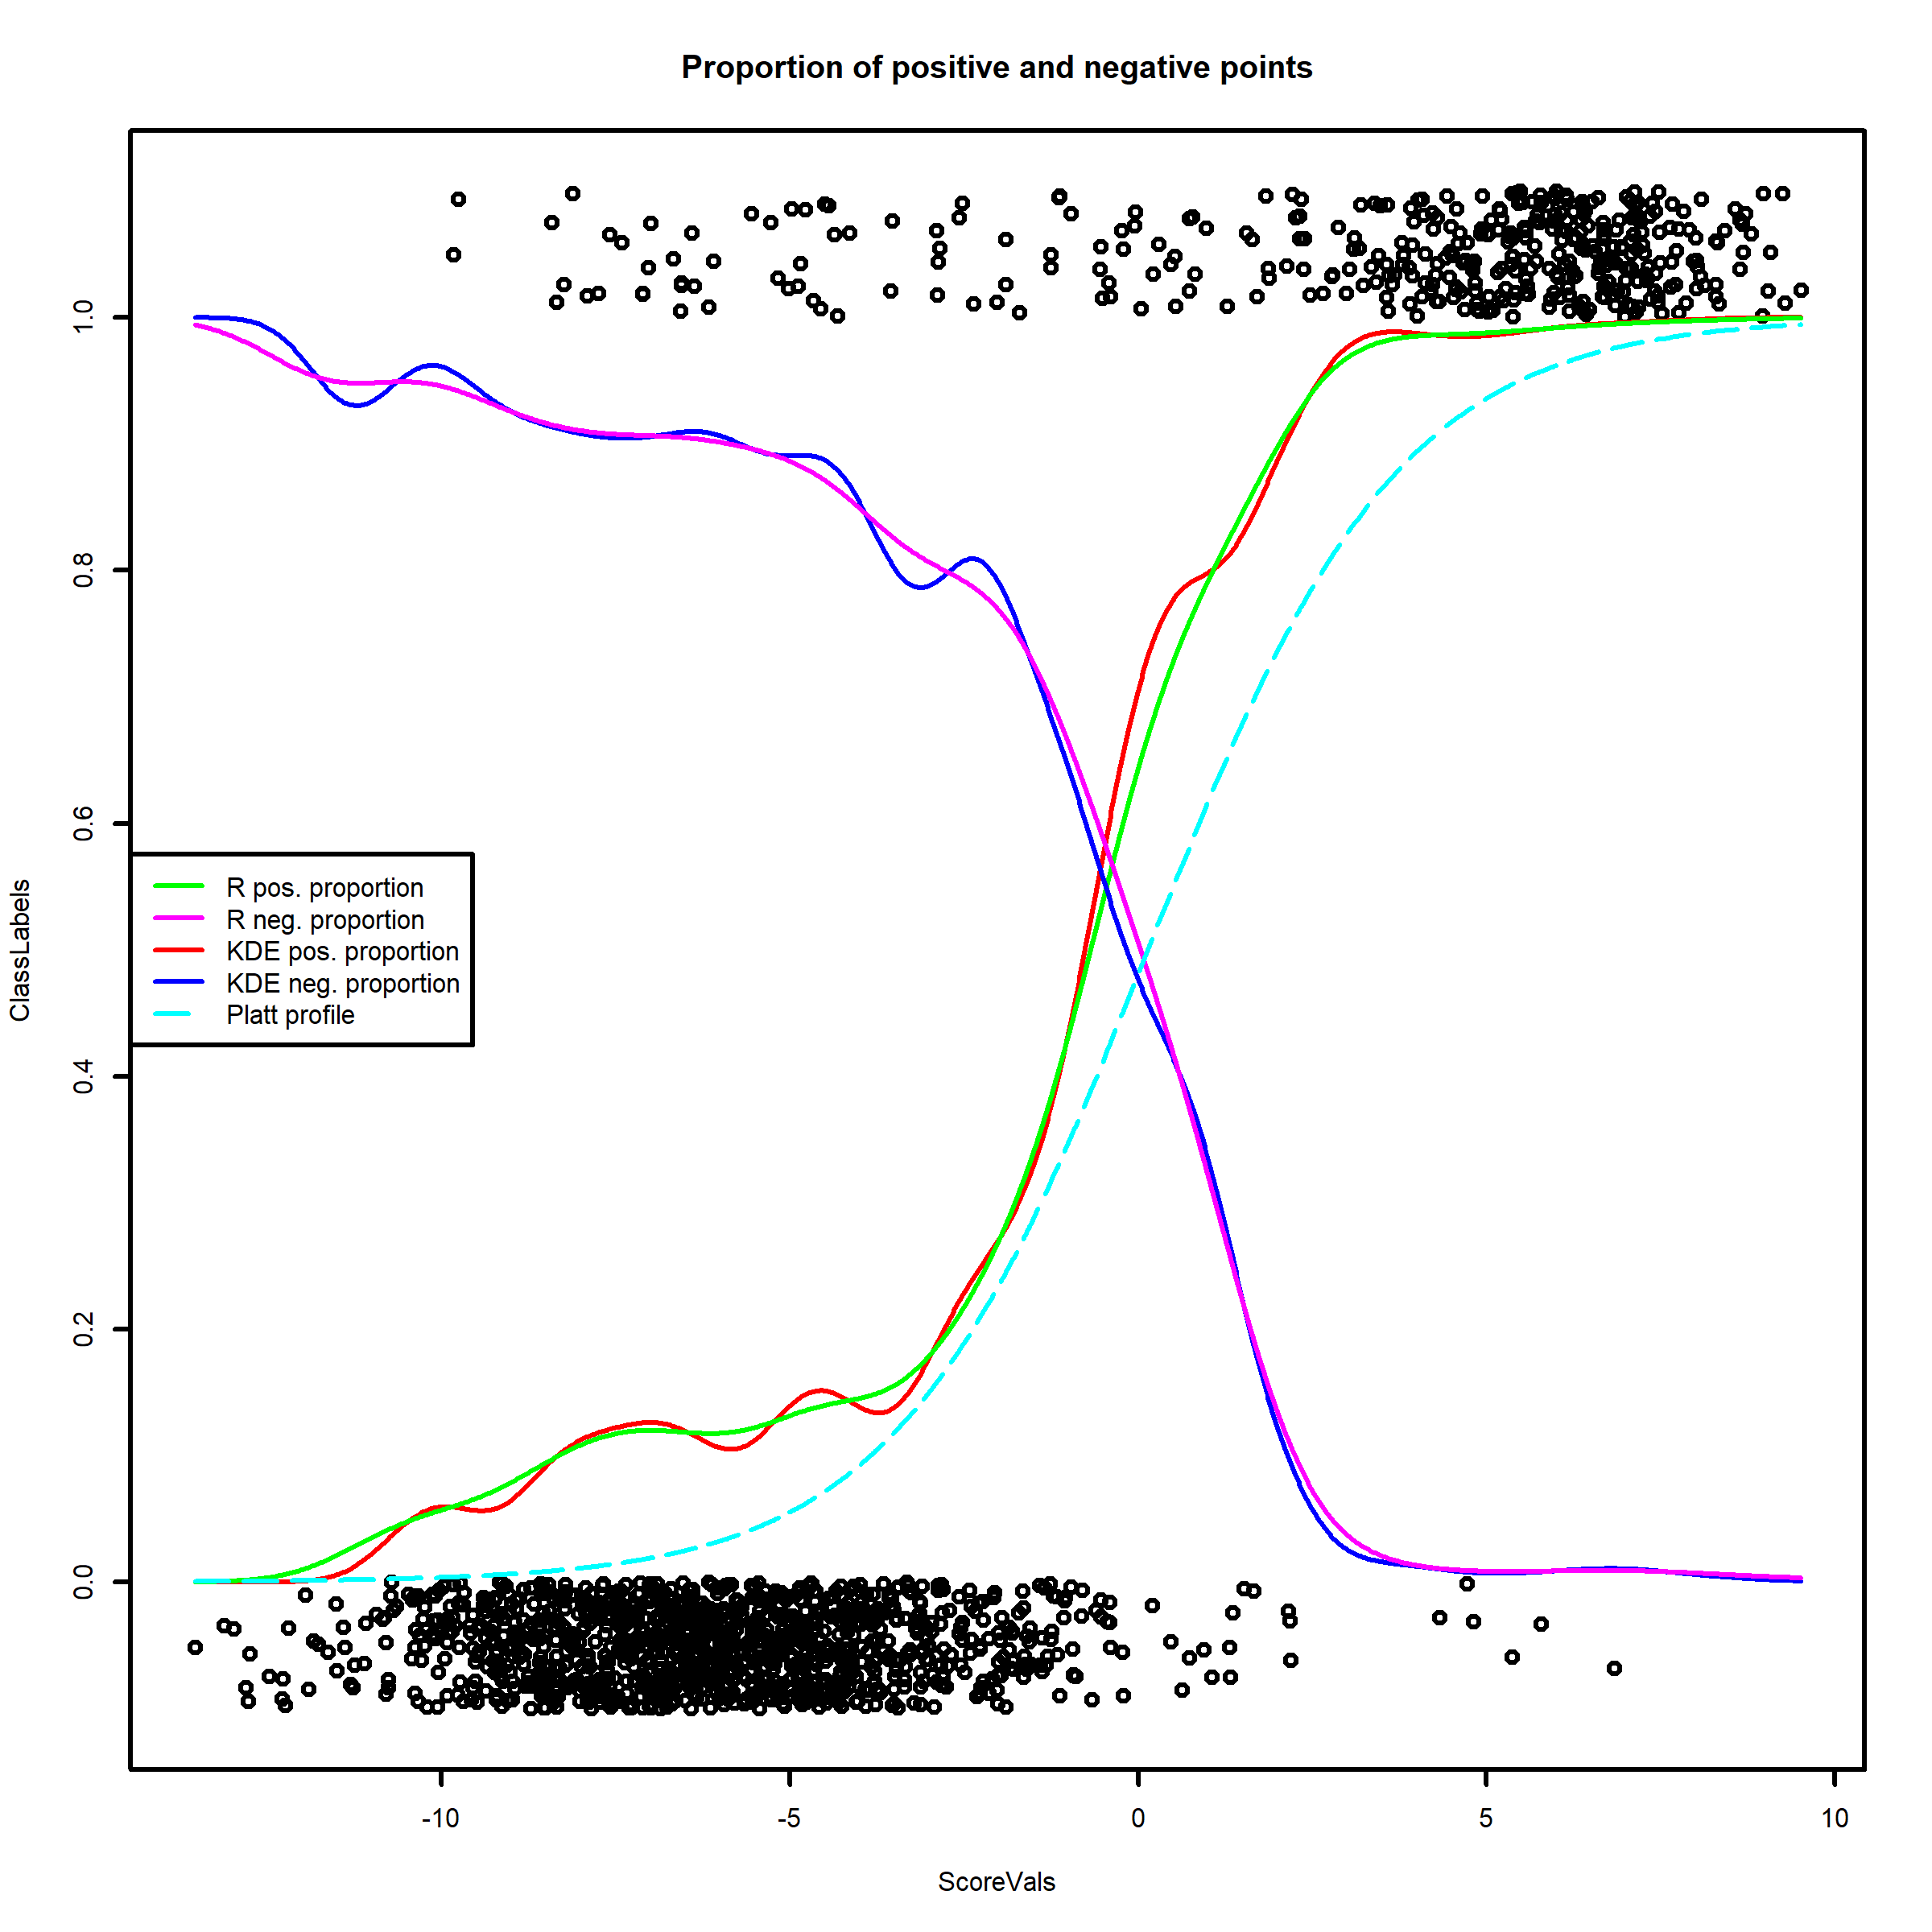 Proportion of positive and negative points
ClassLabels
1.0
0.8
0.6
0.4
0.2
0.0
R pos. proportion
R neg. proportion
KDE pos. proportion
KDE neg. proportion
Platt profile
-10
-5
0
5
10
ScoreVals